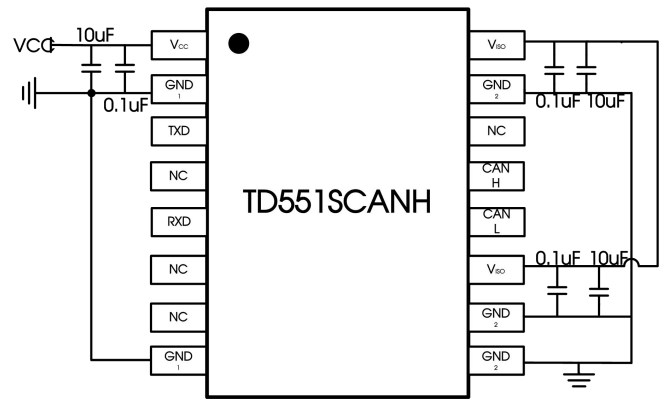 10uF
VCC
0.1uF
Vcc
GND
1
TXD
NC
RXD
NC
NC
GND
1
TD551SCANH
VISO
GND
2
NC
CAN
H
CAN
L
VISO
GND
2
GND
2
0.1uF 10uF
0.1uF 10uF